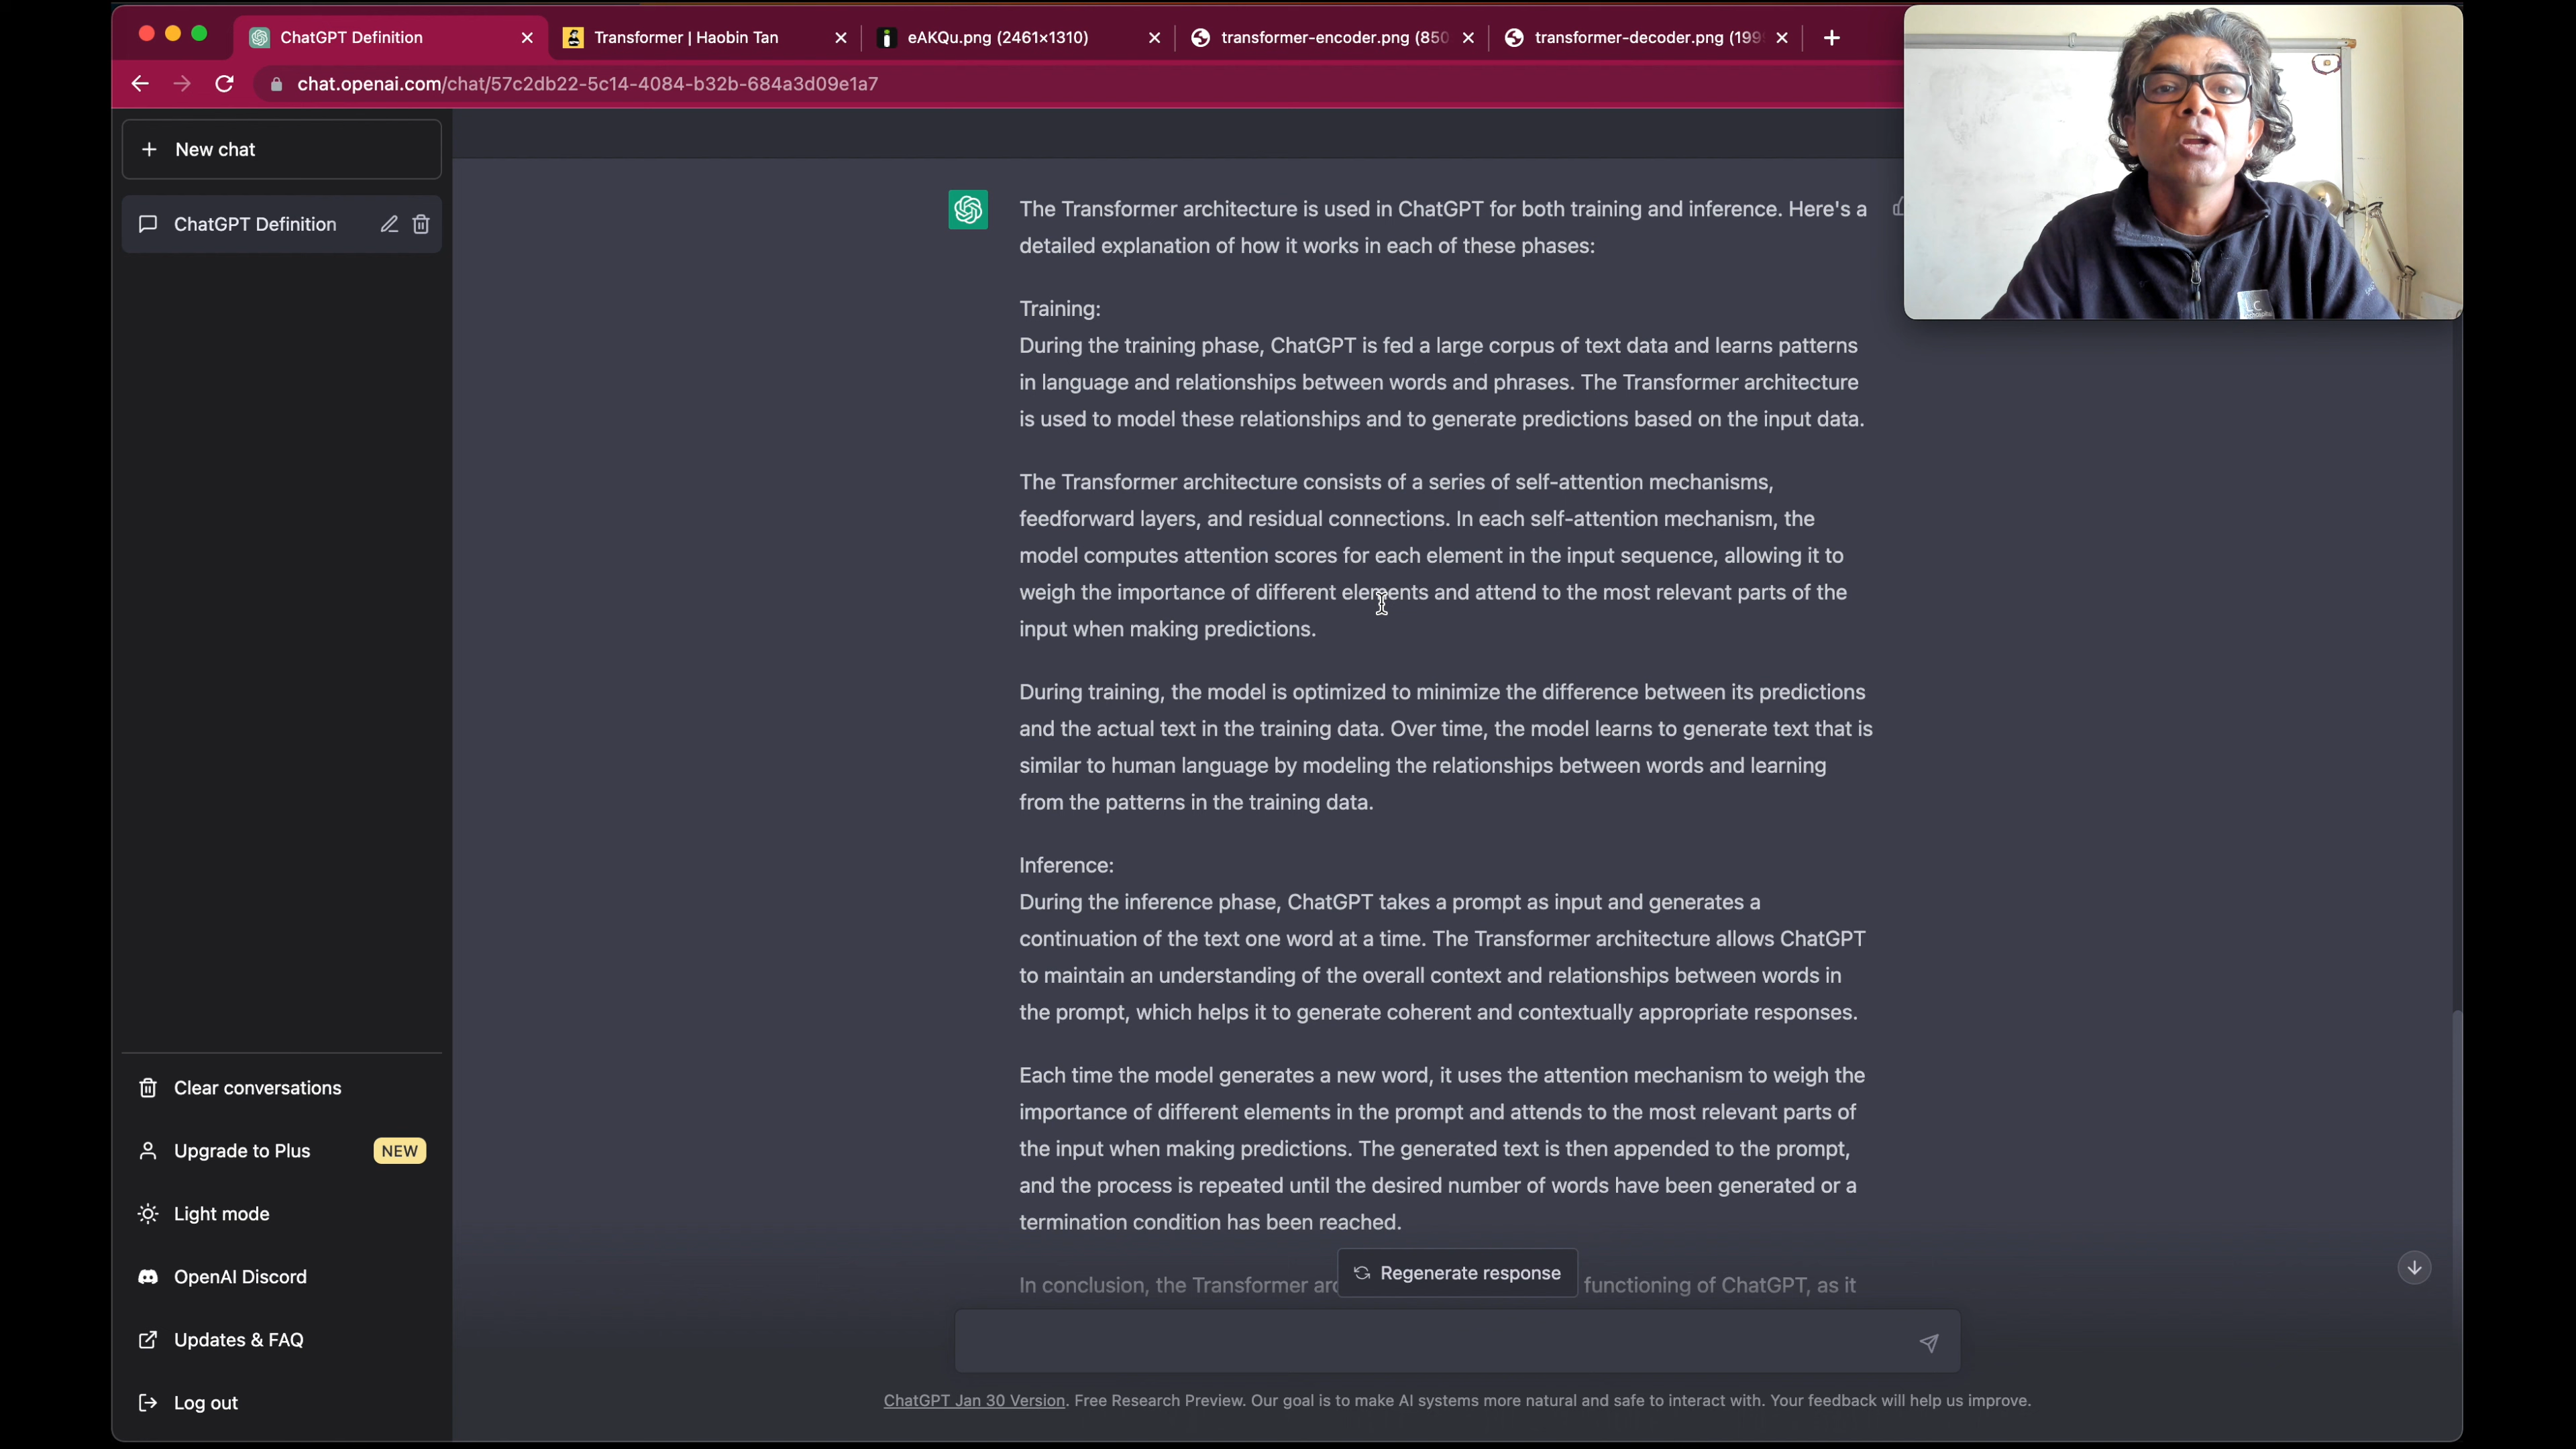 ChatGPT Definition
Transformer | Haobin Tan
eAKQu.png (2461×1310)
transformer-encoder.png (850
transformer-decoder.png (199
chat.openai.com/chat/57c2db22-5c14-4084-b32b-684a3d09e1a7
New chat
ChatGPT Definition
The Transformer architecture is used in ChatGPT for both training and inference. Here's a
detailed explanation of how it works in each of these phases:
Training:
During the training phase, ChatGPT is fed a large corpus of text data and learns patterns
in language and relationships between words and phrases. The Transformer architecture
is used to model these relationships and to generate predictions based on the input data.
The Transformer architecture consists of a series of self-attention mechanisms,
feedforward layers, and residual connections. In each self-attention mechanism, the
model computes attention scores for each element in the input sequence, allowing it to
weigh the importance of different elements and attend to the most relevant parts of the
input when making predictions.
During training, the model is optimized to minimize the difference between its predictions
and the actual text in the training data. Over time, the model learns to generate text that is
similar to human language by modeling the relationships between words and learning
from the patterns in the training data.
Inference:
During the inference phase, ChatGPT takes a prompt as input and generates a
continuation of the text one word at a time. The Transformer architecture allows ChatGPT
to maintain an understanding of the overall context and relationships between words in
the prompt, which helps it to generate coherent and contextually appropriate responses.
Each time the model generates a new word, it uses the attention mechanism to weigh the
importance of different elements in the prompt and attends to the most relevant parts of
the input when making predictions. The generated text is then appended to the prompt,
and the process is repeated until the desired number of words have been generated or a
termination condition has been reached.
In conclusion, the Transformer arc functioning of ChatGPT, as it
Regenerate response
Clear conversations
Upgrade to Plus NEW
Light mode
OpenAI Discord
Updates & FAQ
Log out
ChatGPT Jan 30 Version. Free Research Preview. Our goal is to make AI systems more natural and safe to interact with. Your feedback will help us improve.
LC